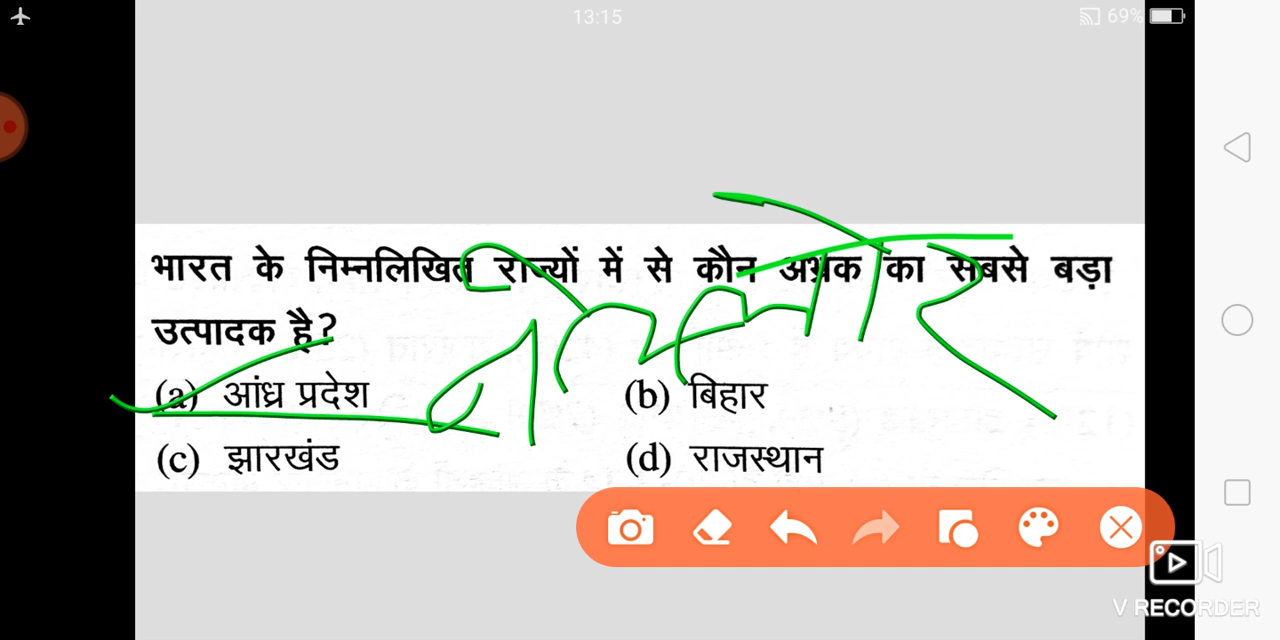 13:15
69%
भारत के निम्नलिखित राज्यों में से कौन अभ्रक का सबसे बड़ा
उत्पादक है?
(a) आंध्र प्रदेश (b) बिहार
(c) झारखंड (d) राजस्थान
V RECORDER